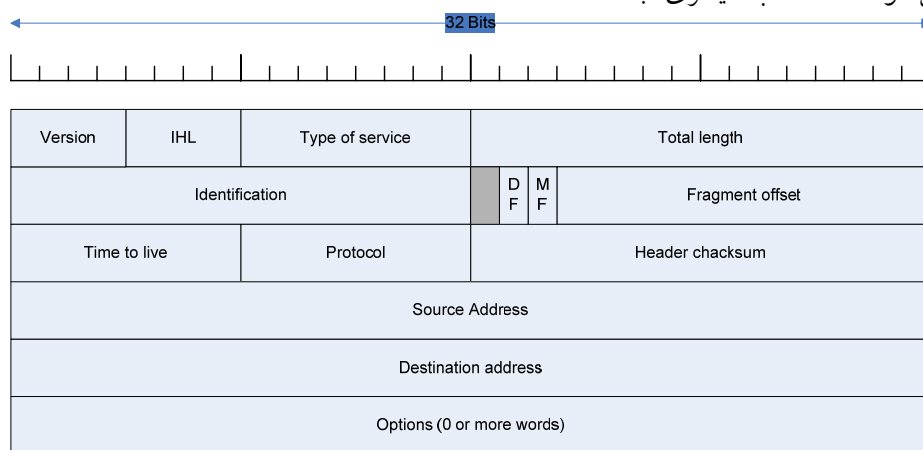 32 Bits
Version IHL Type of service Total length
Identification D F M F Fragment offset
Time to live Protocol Header chacksum
Source Address
Destination address
Options (0 or more words)